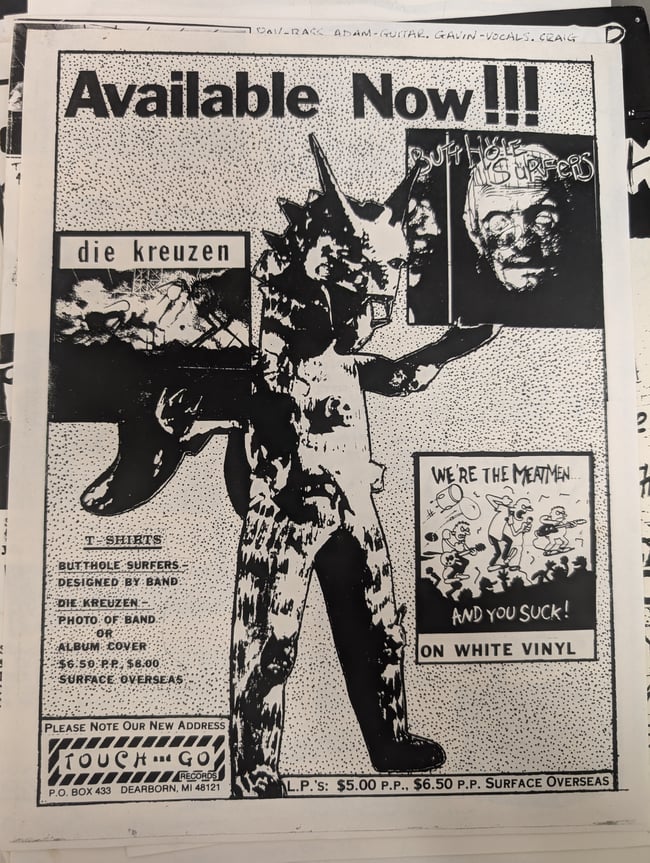 ADAM-GUITAR. GAVIN-VOCALS. CRAIG
Available Now!!!
BUTT HOLE
SURFERS
die kreuzen
WE'RE THE MEATMEN...
AND YOU SUCK!
ON WHITE VINYL
T-SHIRTS
BUTTHOLE SURFERS-
DESIGNED BY BAND
DIE KREUZEN-
PHOTO OF BAND
OR
ALBUM COVER
$6.50 P.P., $8.00
SURFACE OVERSEAS
PLEASE NOTE OUR NEW ADDRESS
TOUCH AND GO
RECORDS
P.O. BOX 433 DEARBORN, MI 48121
L.P.'S: $5.00 P.P., $6.50 P.P. SURFACE OVERSEAS